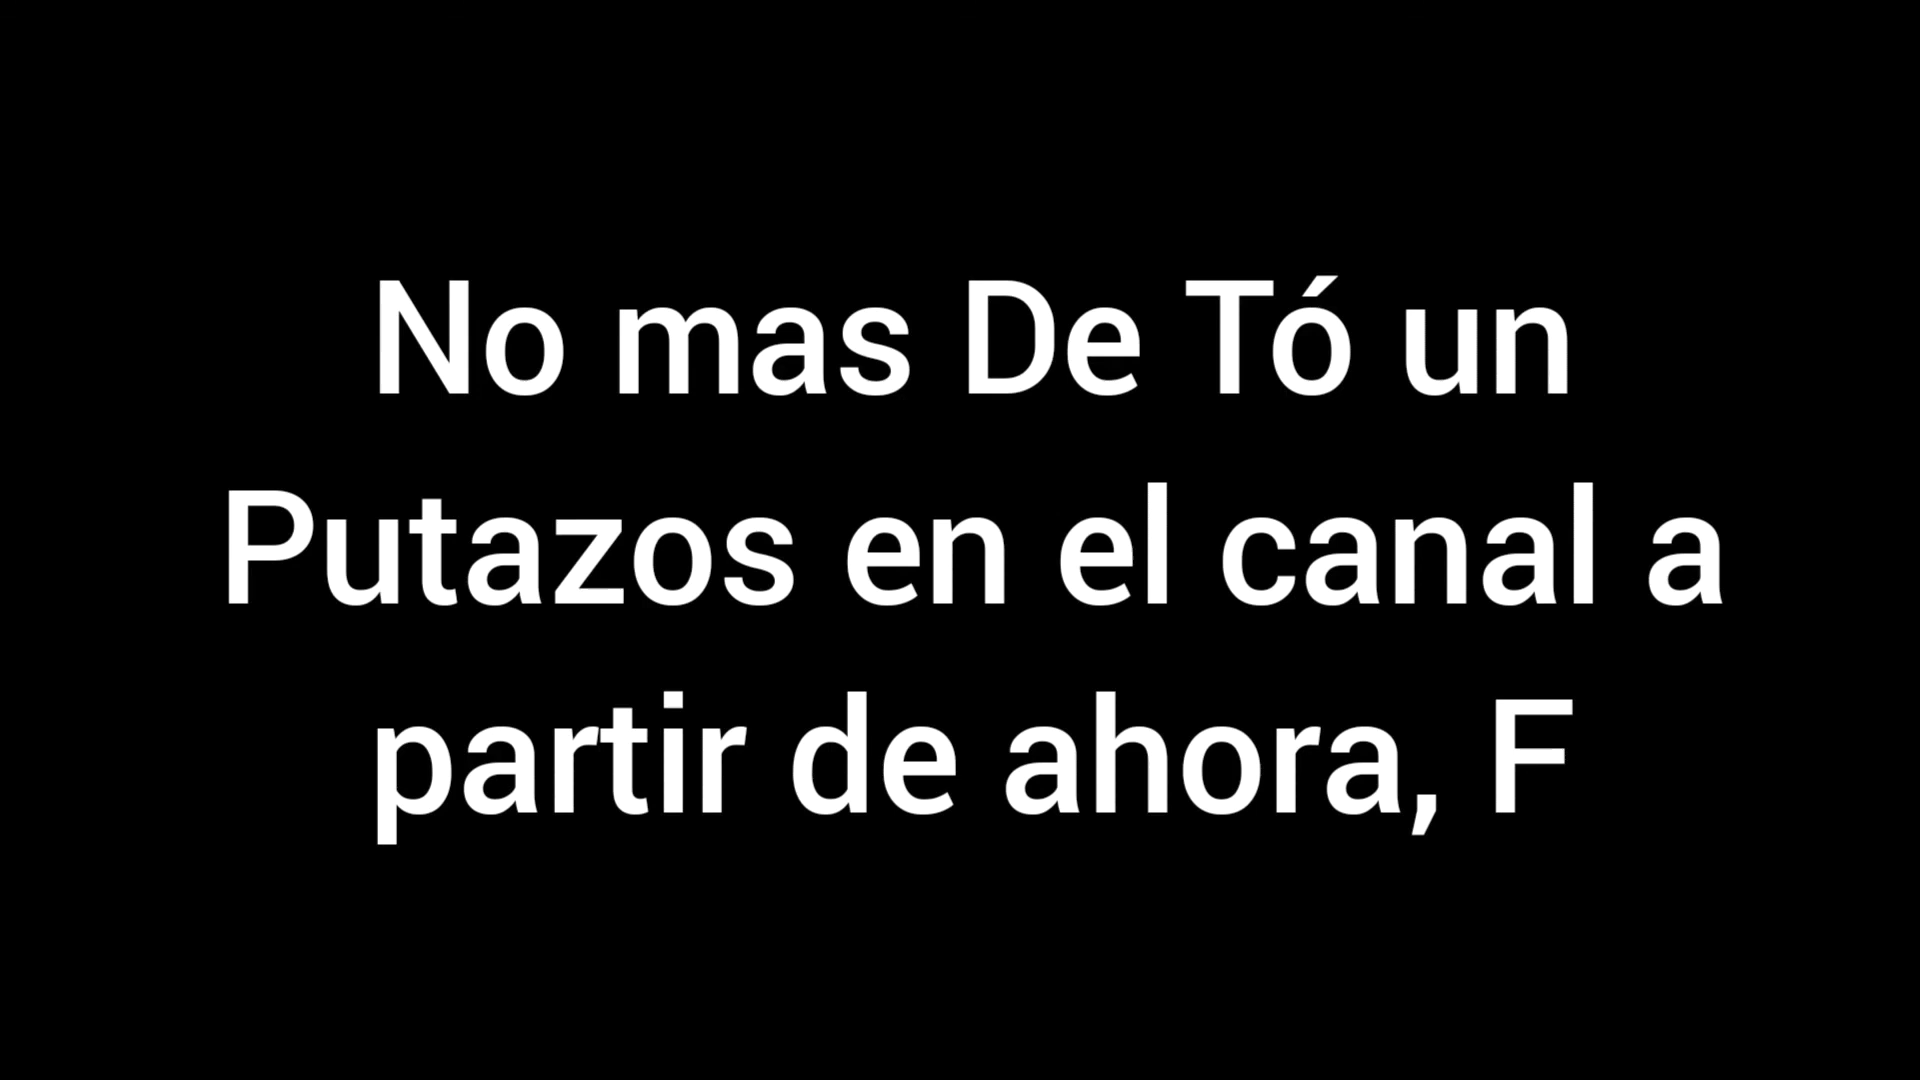 No mas De Tó un
Putazos en el canal a
partir de ahora, F